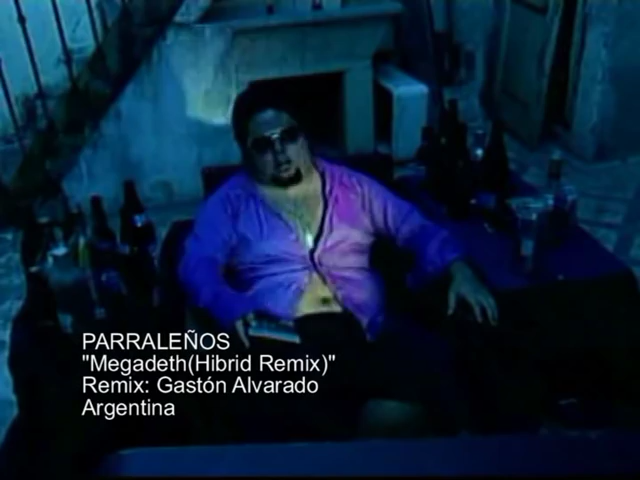 PARRALEÑOS
"Megadeth(Hibrid Remix)"
Remix: Gastón Alvarado
Argentina